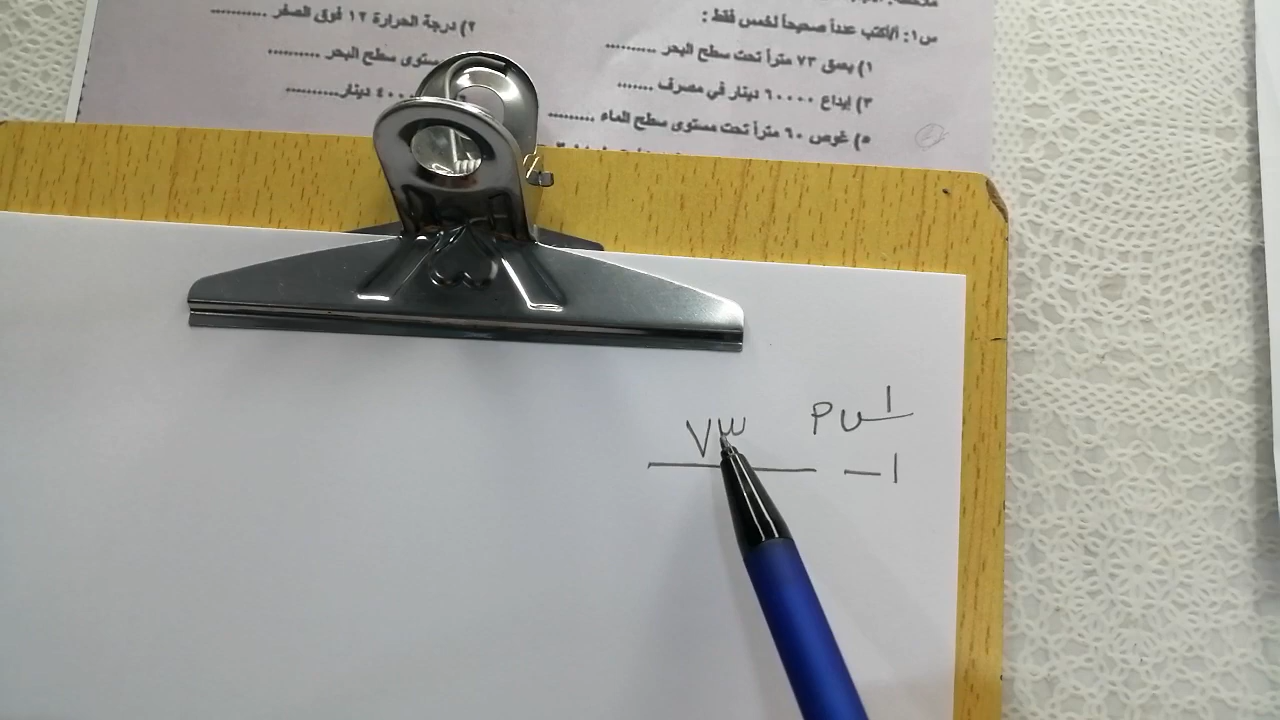 س١: أ/أكتب عدداً صحيحاً لخمس فقط :
١) بعمق ٧٣ متراً تحت سطح البحر ..........
٢) درجة الحرارة ١٢ فوق الصفر ...........
٣) إيداع ٦٠٠٠٠ دينار في مصرف .......
مستوى سطح البحر ..........
٥) غوص ٦٠ متراً تحت مستوى سطح الماء .........
دينار..........
س١ م
١ – ٧٣